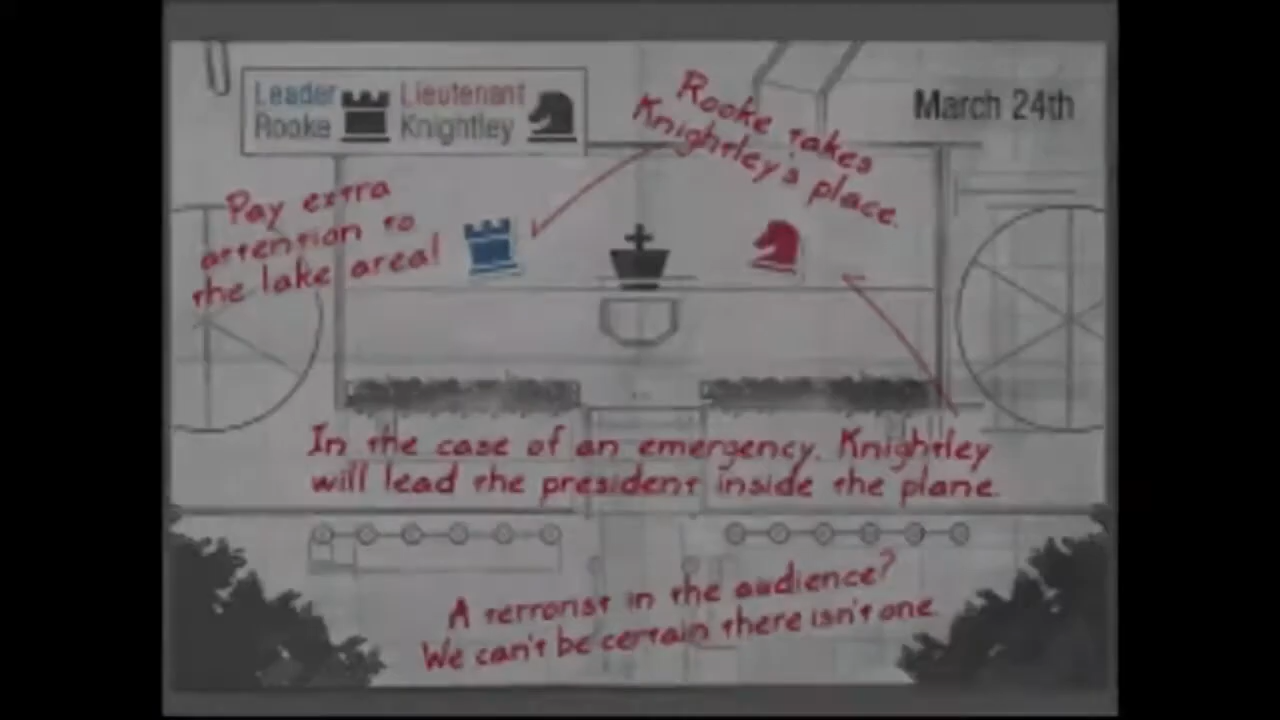 Leader
Rooke
Lieutenant
Knightley
March 24th
Rooke takes
Knightley's place.
Pay extra
attention to
the lake area!
In the case of an emergency, Knightley
will lead the president inside the plane.
A terrorist in the audience?
We can't be certain there isn't one